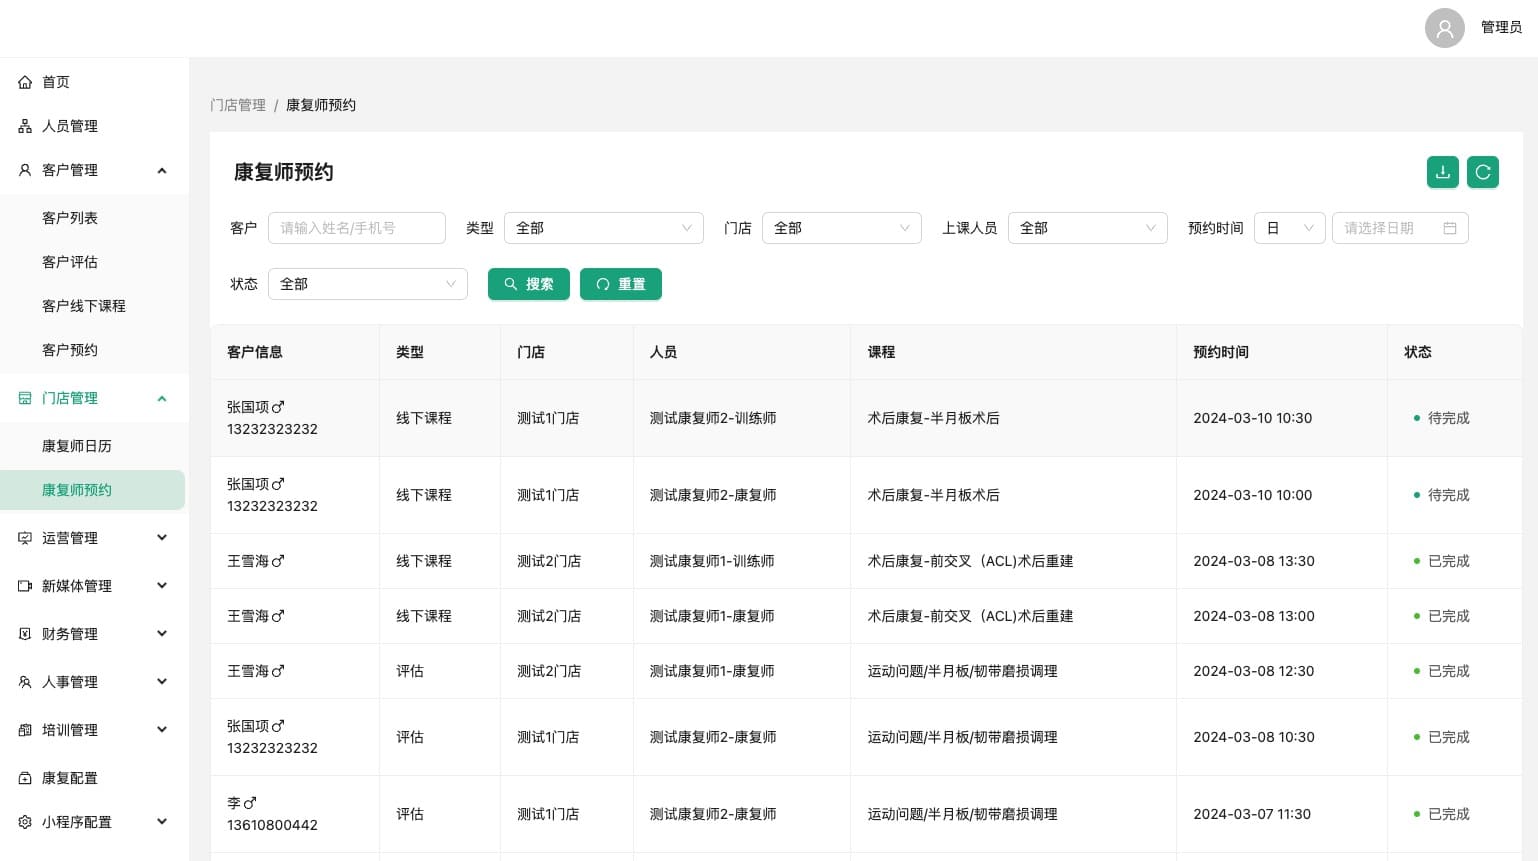 管理员
首页
人员管理
客户管理
客户列表
客户评估
客户线下课程
客户预约
门店管理
康复师日历
康复师预约
运营管理
新媒体管理
财务管理
人事管理
培训管理
康复配置
小程序配置
门店管理 / 康复师预约
康复师预约
客户 请输入姓名/手机号 类型 全部 门店 全部 上课人员 全部 预约时间 日 请选择日期
状态 全部 搜索 重置
客户信息 类型 门店 人员 课程 预约时间 状态
张国项♂
13232323232 线下课程 测试1门店 测试康复师2-训练师 术后康复-半月板术后 2024-03-10 10:30 待完成
张国项♂
13232323232 线下课程 测试1门店 测试康复师2-康复师 术后康复-半月板术后 2024-03-10 10:00 待完成
王雪海♂ 线下课程 测试2门店 测试康复师1-训练师 术后康复-前交叉（ACL)术后重建 2024-03-08 13:30 已完成
王雪海♂ 线下课程 测试2门店 测试康复师1-康复师 术后康复-前交叉（ACL)术后重建 2024-03-08 13:00 已完成
王雪海♂ 评估 测试2门店 测试康复师1-康复师 运动问题/半月板/韧带磨损调理 2024-03-08 12:30 已完成
张国项♂
13232323232 评估 测试1门店 测试康复师2-康复师 运动问题/半月板/韧带磨损调理 2024-03-08 10:30 已完成
李♂
13610800442 评估 测试1门店 测试康复师2-康复师 运动问题/半月板/韧带磨损调理 2024-03-07 11:30 已完成